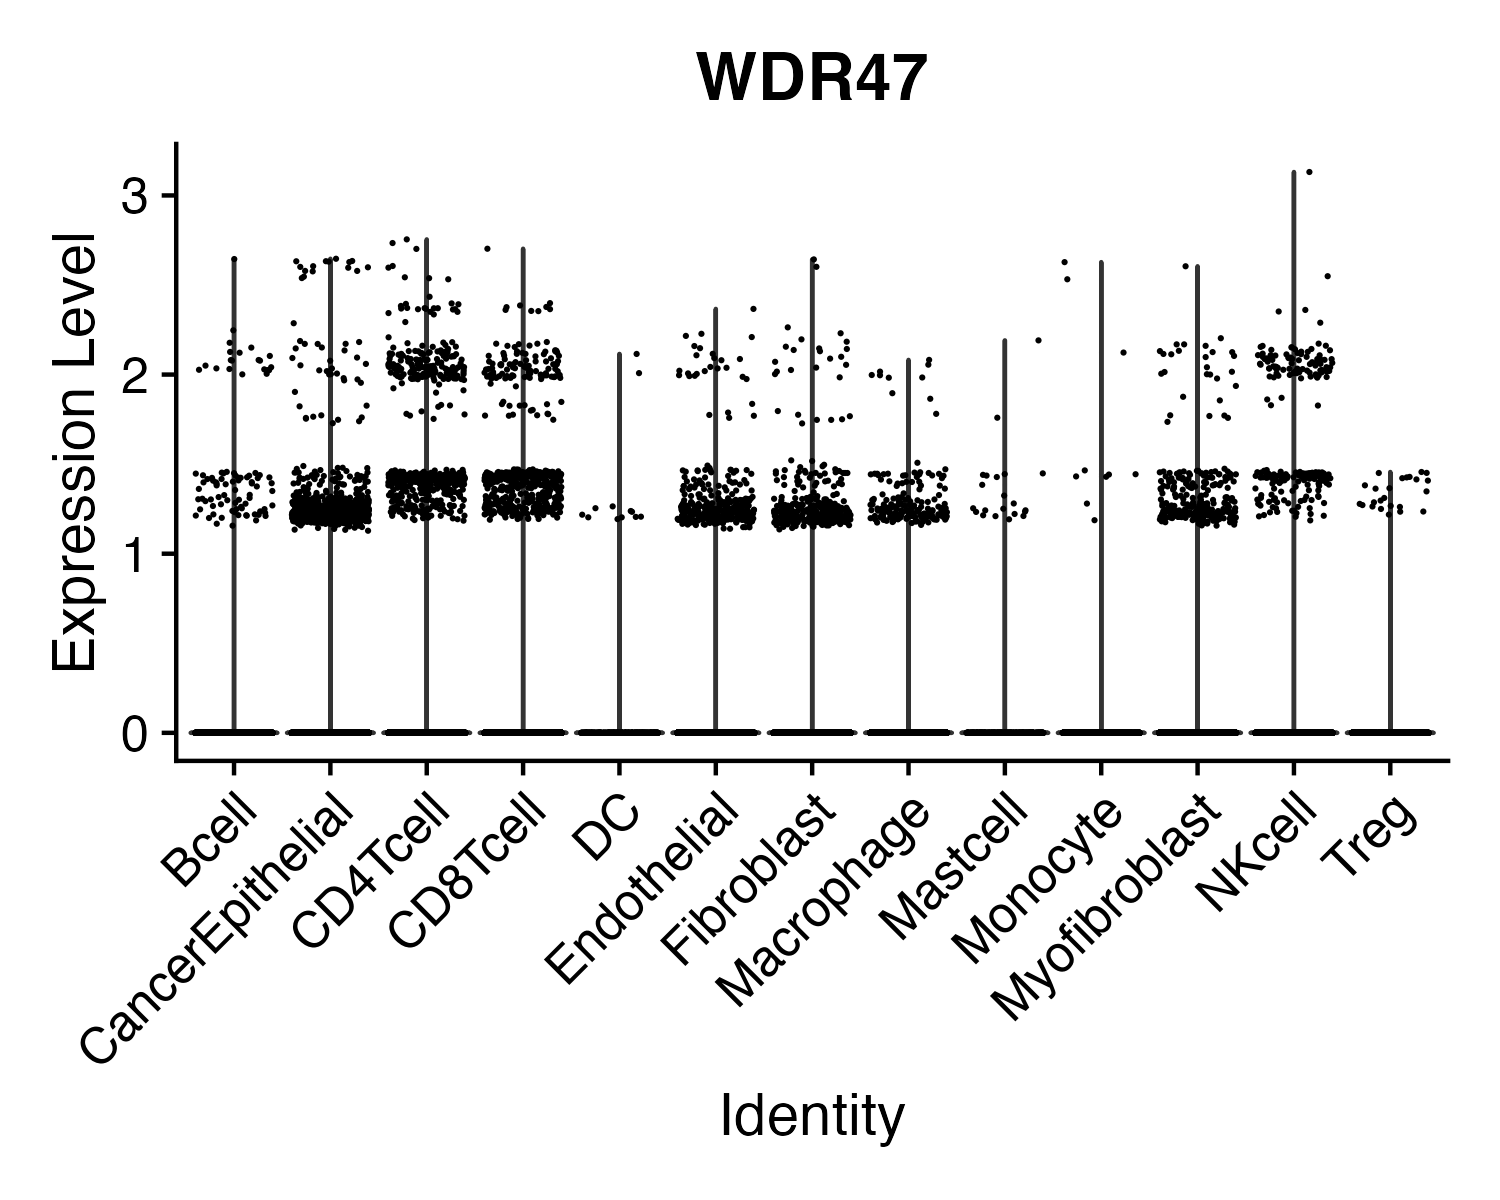 WDR47
Expression Level
3
2
1
0
Bcell
CancerEpithelial
CD4Tcell
CD8Tcell
DC
Endothelial
Fibroblast
Macrophage
Mastcell
Monocyte
Myofibroblast
NKcell
Treg
Identity